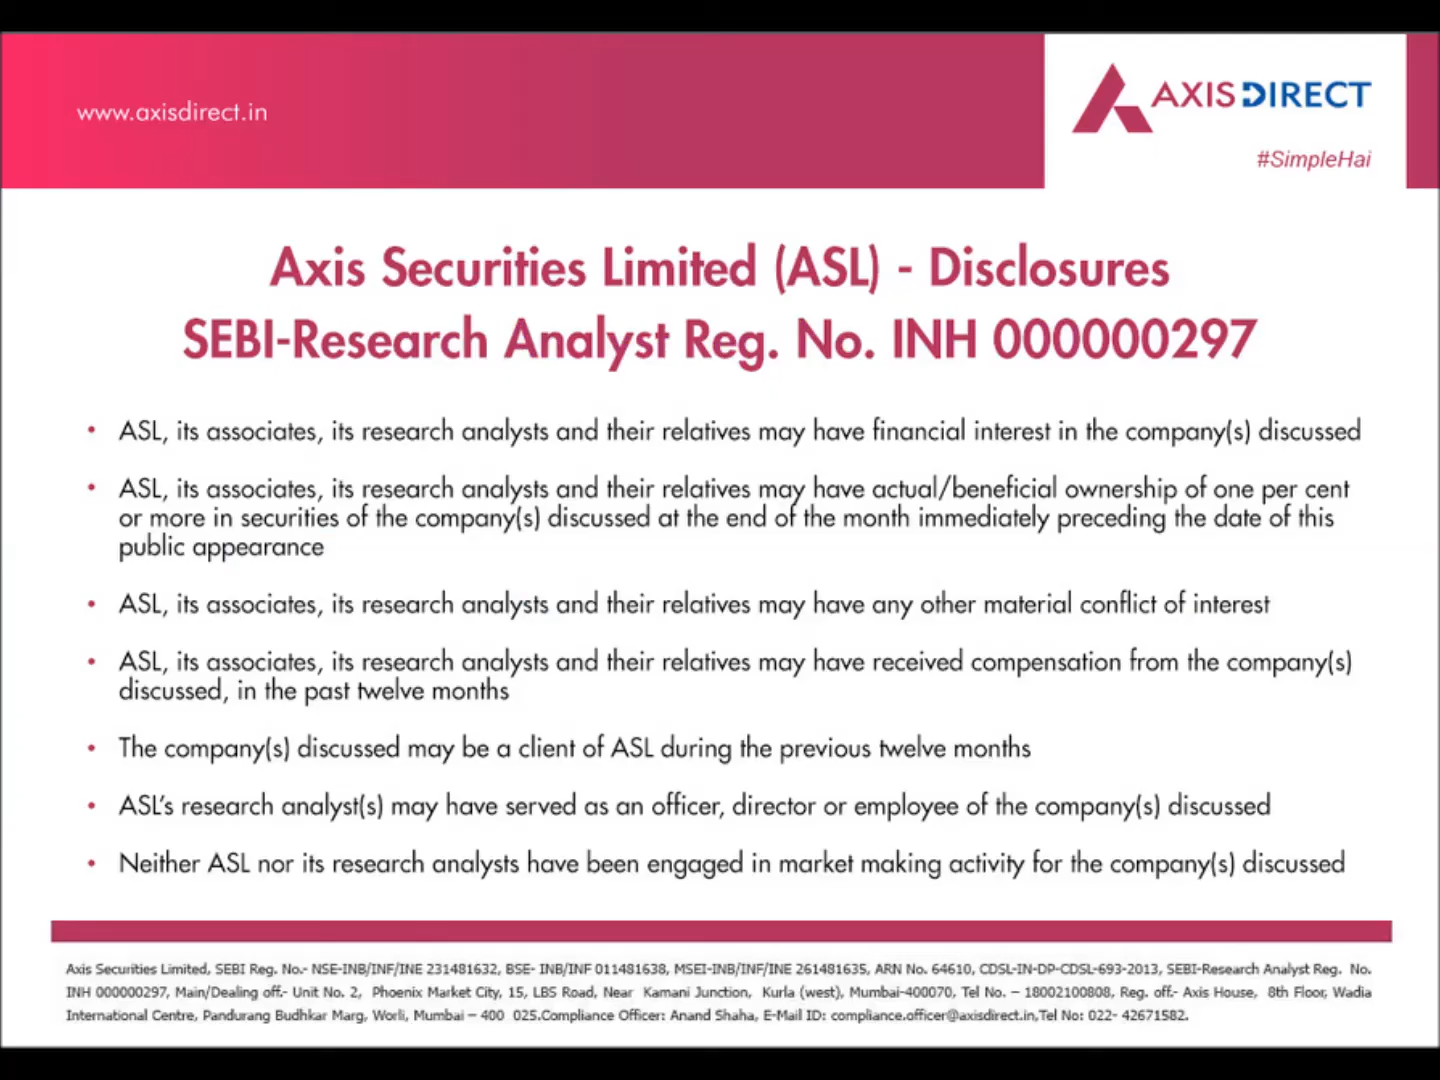 www.axisdirect.in
AXIS DIRECT
#SimpleHai
Axis Securities Limited (ASL) - Disclosures
SEBI-Research Analyst Reg. No. INH 000000297
• ASL, its associates, its research analysts and their relatives may have financial interest in the company(s) discussed
• ASL, its associates, its research analysts and their relatives may have actual/beneficial ownership of one per cent
or more in securities of the company(s) discussed at the end of the month immediately preceding the date of this
public appearance
• ASL, its associates, its research analysts and their relatives may have any other material conflict of interest
• ASL, its associates, its research analysts and their relatives may have received compensation from the company(s)
discussed, in the past twelve months
• The company(s) discussed may be a client of ASL during the previous twelve months
• ASL's research analyst(s) may have served as an officer, director or employee of the company(s) discussed
• Neither ASL nor its research analysts have been engaged in market making activity for the company(s) discussed
Axis Securities Limited, SEBI Reg. No.- NSE-INB/INF/INE 231481632, BSE- INB/INF 011481638, MSEI-INB/INF/INE 261481635, ARN No. 64610, CDSL-IN-DP-CDSL-693-2013, SEBI-Research Analyst Reg. No.
INH 000000297, Main/Dealing off.- Unit No. 2, Phoenix Market City, 15, LBS Road, Near Kamani Junction, Kurla (west), Mumbai-400070, Tel No. – 18002100808, Reg. off.- Axis House, 8th Floor, Wadia
International Centre, Pandurang Budhkar Marg, Worli, Mumbai – 400 025.Compliance Officer: Anand Shaha, E-Mail ID: compliance.officer@axisdirect.in,Tel No: 022- 42671582.